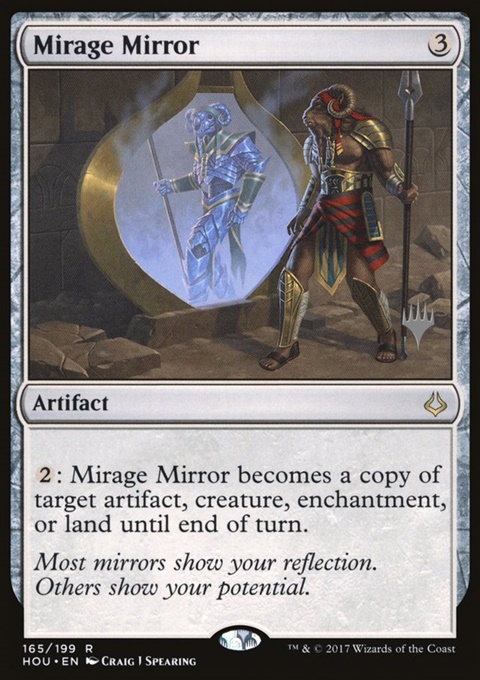 Mirage Mirror 3
Artifact
2: Mirage Mirror becomes a copy of
target artifact, creature, enchantment,
or land until end of turn.
Most mirrors show your reflection.
Others show your potential.
165/199 R
HOU • EN Craig J Spearing
™ & © 2017 Wizards of the Coast